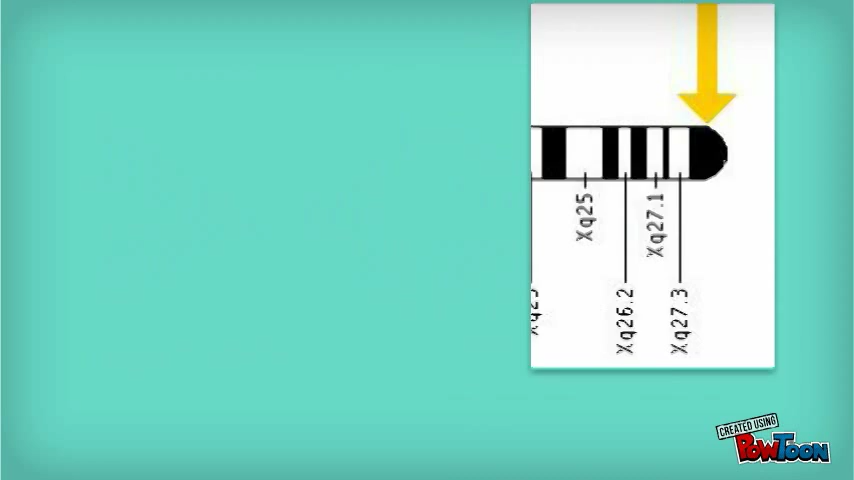 Xq25
Xq27.1
Xq26.2
Xq27.3
CREATED USING
POWTOON